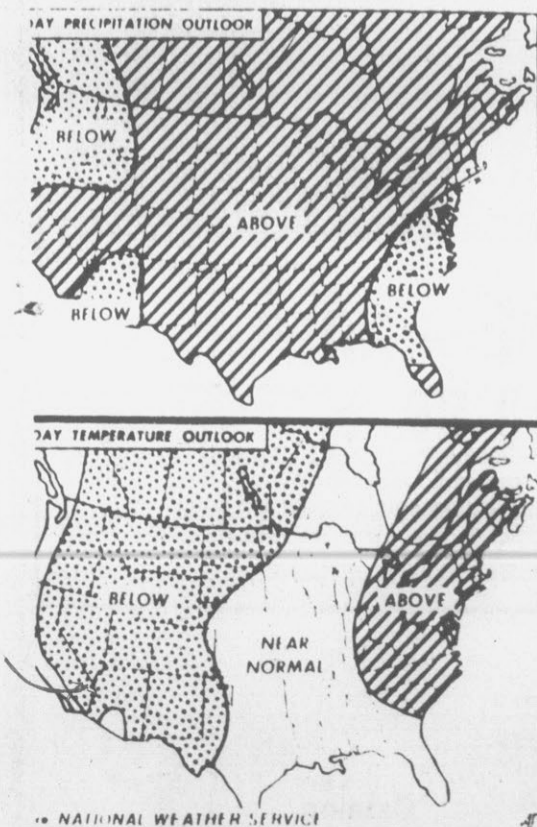 DAY PRECIPITATION OUTLOOK
BELOW
ABOVE
BELOW
BELOW
DAY TEMPERATURE OUTLOOK
BELOW
ABOVE
NEAR
NORMAL
NATIONAL WEATHER SERVICE